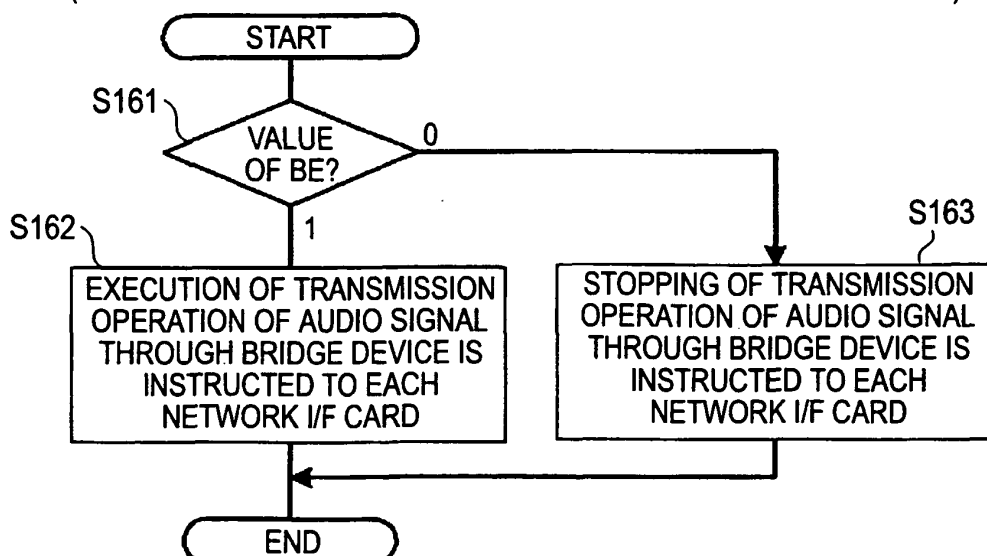 START
S161
VALUE
OF BE?
0
1
S162
EXECUTION OF TRANSMISSION
OPERATION OF AUDIO SIGNAL
THROUGH BRIDGE DEVICE IS
INSTRUCTED TO EACH
NETWORK I/F CARD
S163
STOPPING OF TRANSMISSION
OPERATION OF AUDIO SIGNAL
THROUGH BRIDGE DEVICE IS
INSTRUCTED TO EACH
NETWORK I/F CARD
END